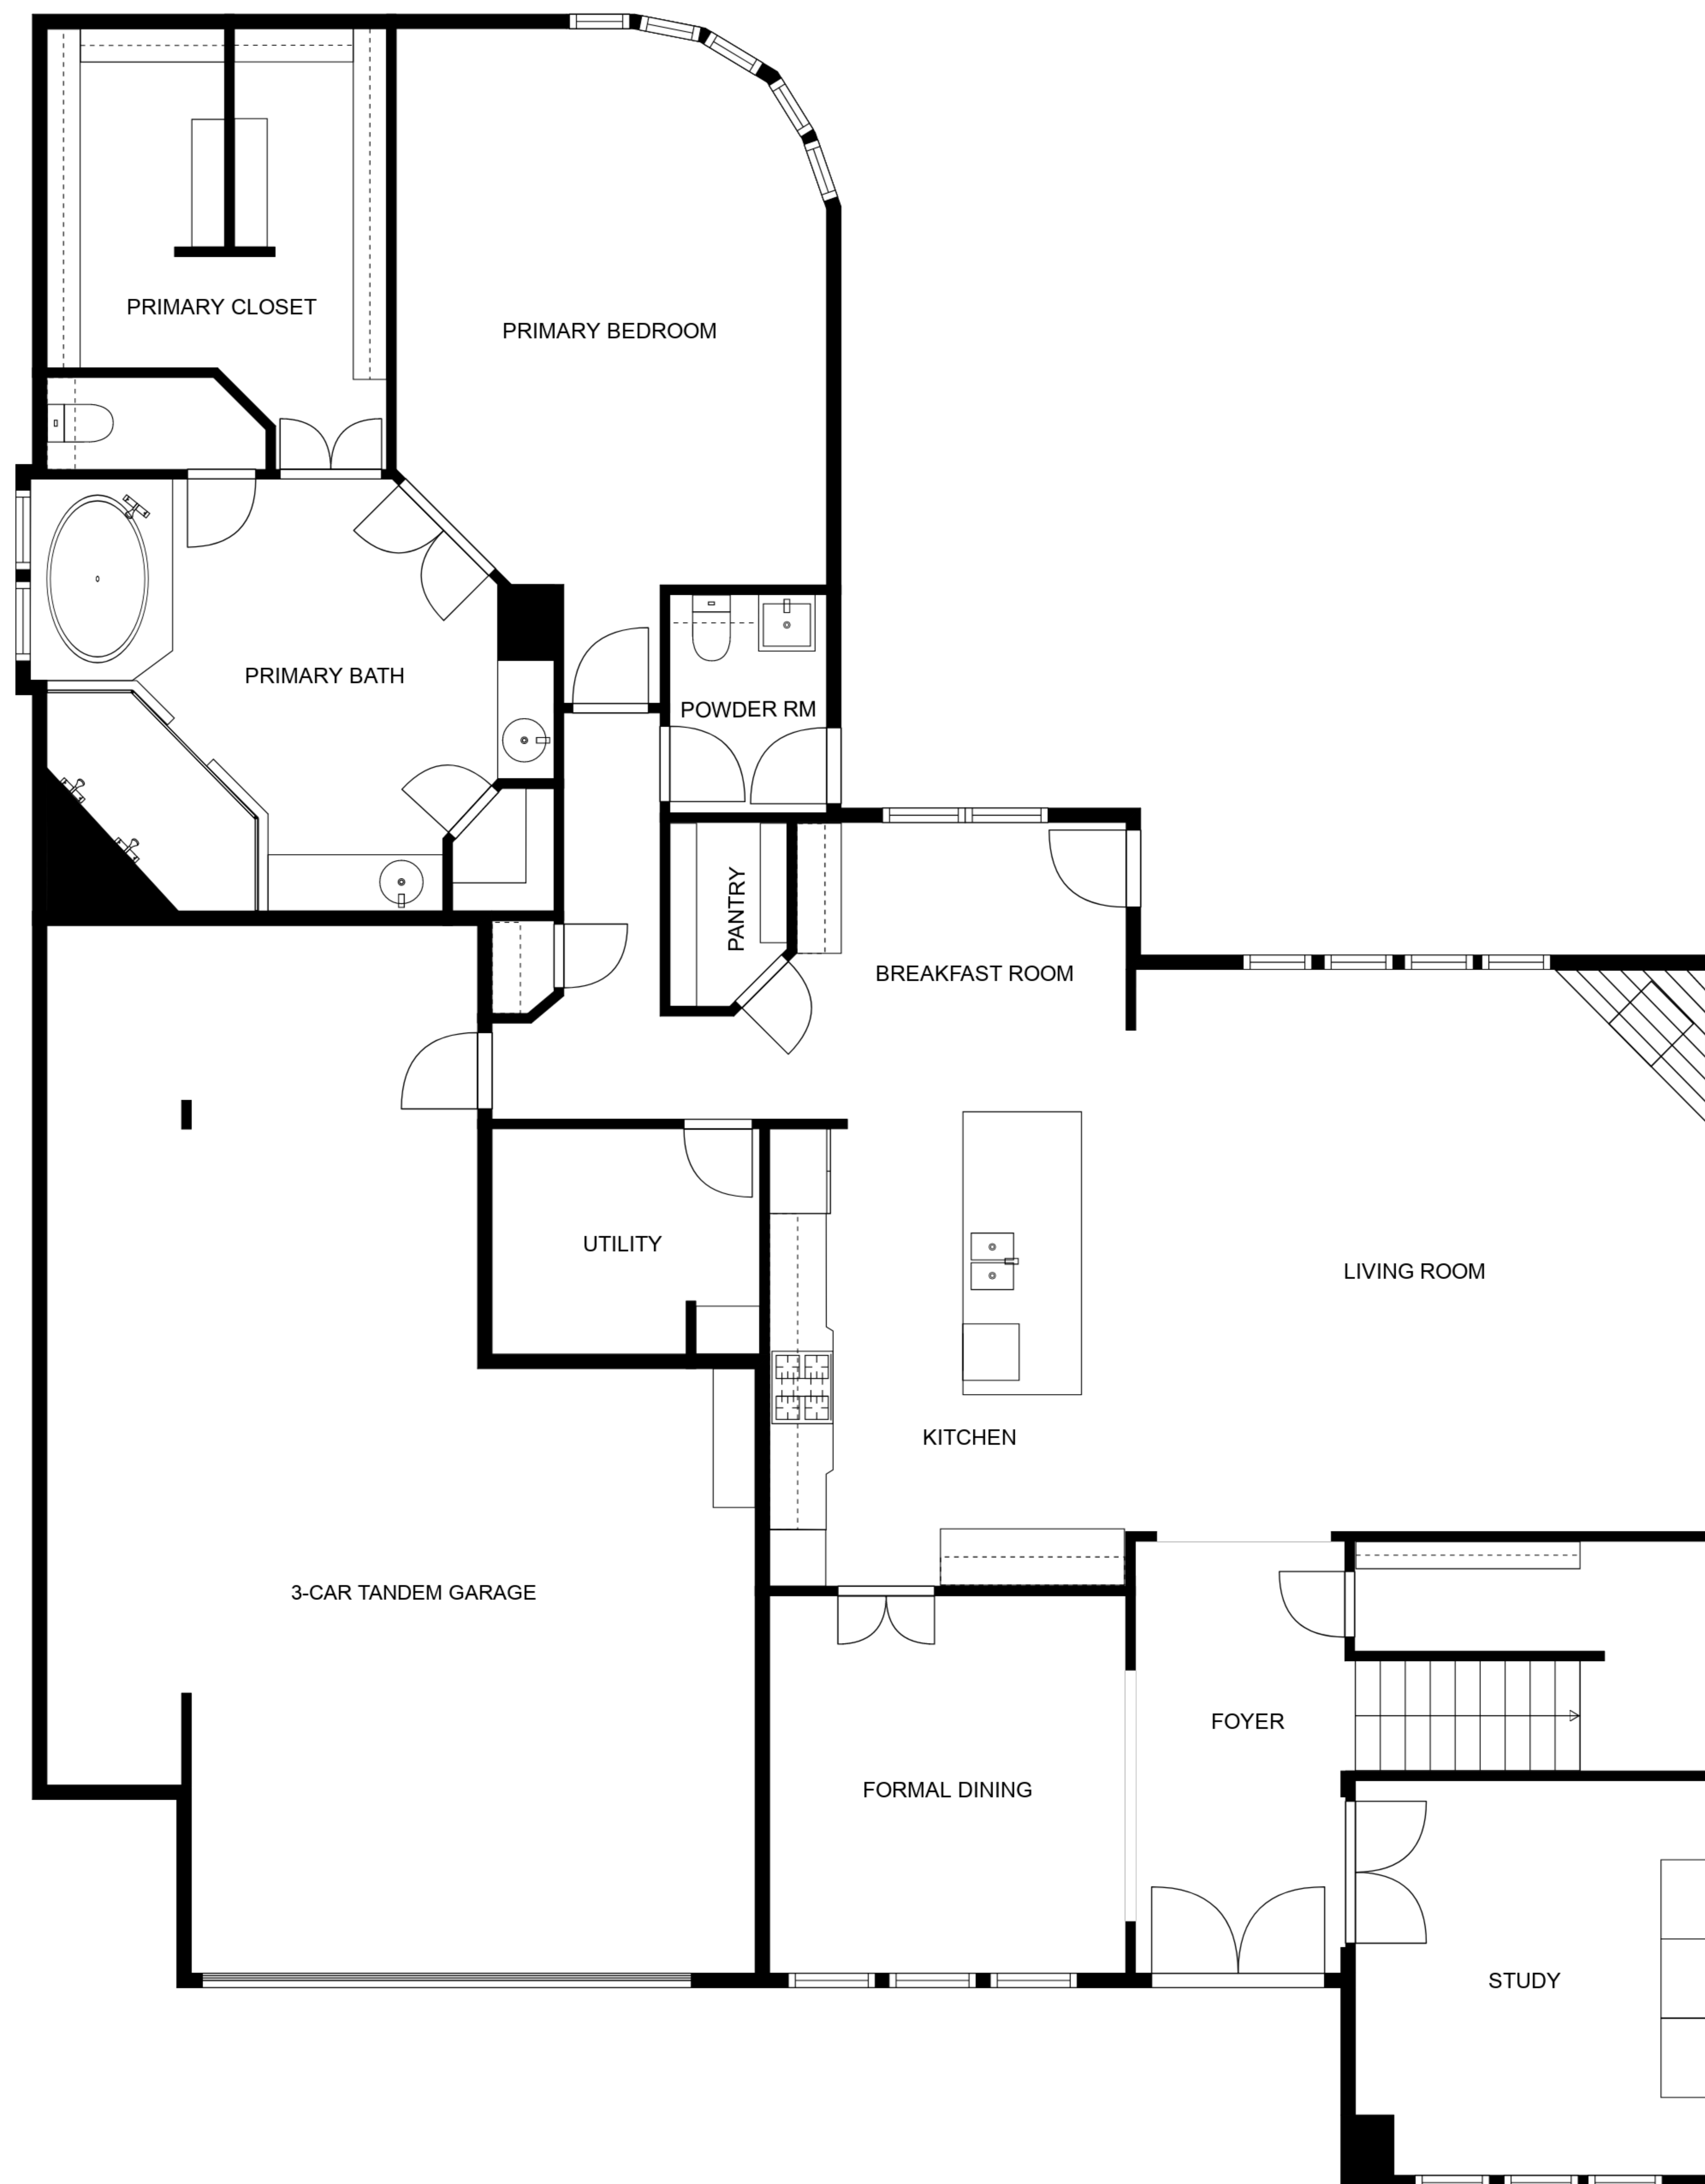 PRIMARY CLOSET
PRIMARY BEDROOM
PRIMARY BATH
POWDER RM
PANTRY
BREAKFAST ROOM
UTILITY
LIVING ROOM
KITCHEN
3-CAR TANDEM GARAGE
FOYER
FORMAL DINING
STUDY